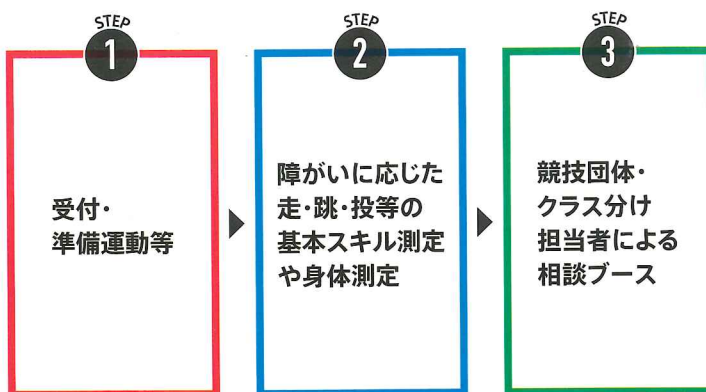 STEP
1
受付・
準備運動等
STEP
2
障がいに応じた
走・跳・投等の
基本スキル測定
や身体測定
STEP
3
競技団体・
クラス分け
担当者による
相談ブース